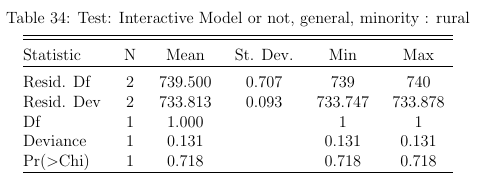 Table 34: Test: Interactive Model or not, general, minority : rural
Statistic N Mean St. Dev. Min Max
Resid. Df 2 739.500 0.707 739 740
Resid. Dev 2 733.813 0.093 733.747 733.878
Df 1 1.000 1 1
Deviance 1 0.131 0.131 0.131
Pr(>Chi) 1 0.718 0.718 0.718